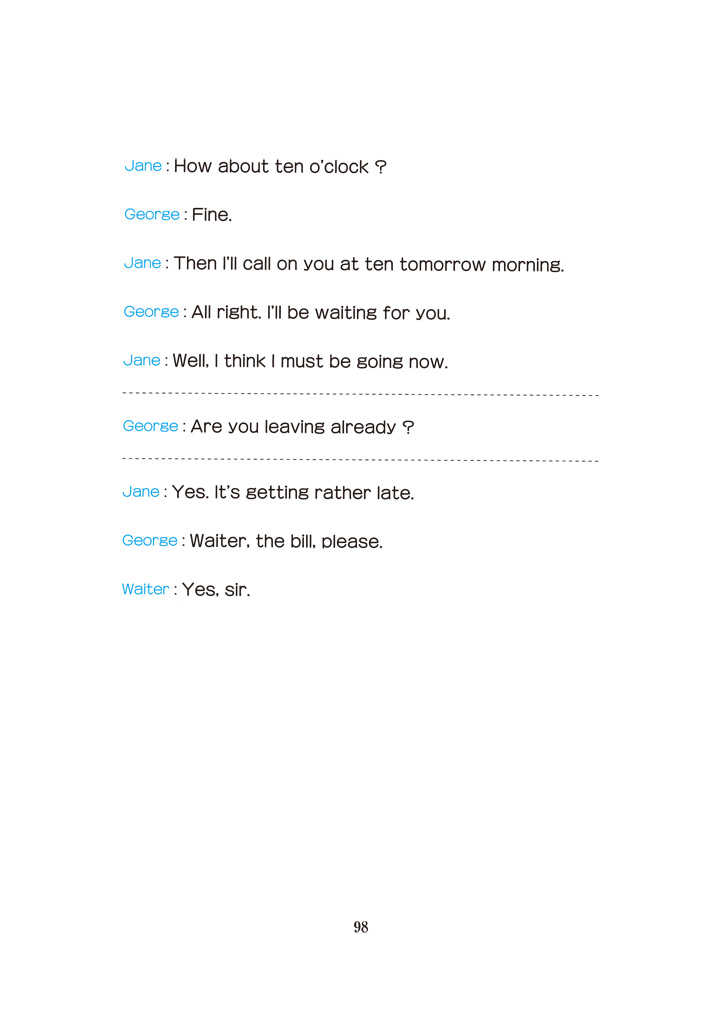 Jane : How about ten o'clock ?
George : Fine.
Jane : Then I'll call on you at ten tomorrow morning.
George : All right. I'll be waiting for you.
Jane : Well, I think I must be going now.
George : Are you leaving already ?
Jane : Yes. It's getting rather late.
George : Waiter, the bill, please.
Waiter : Yes, sir.
98